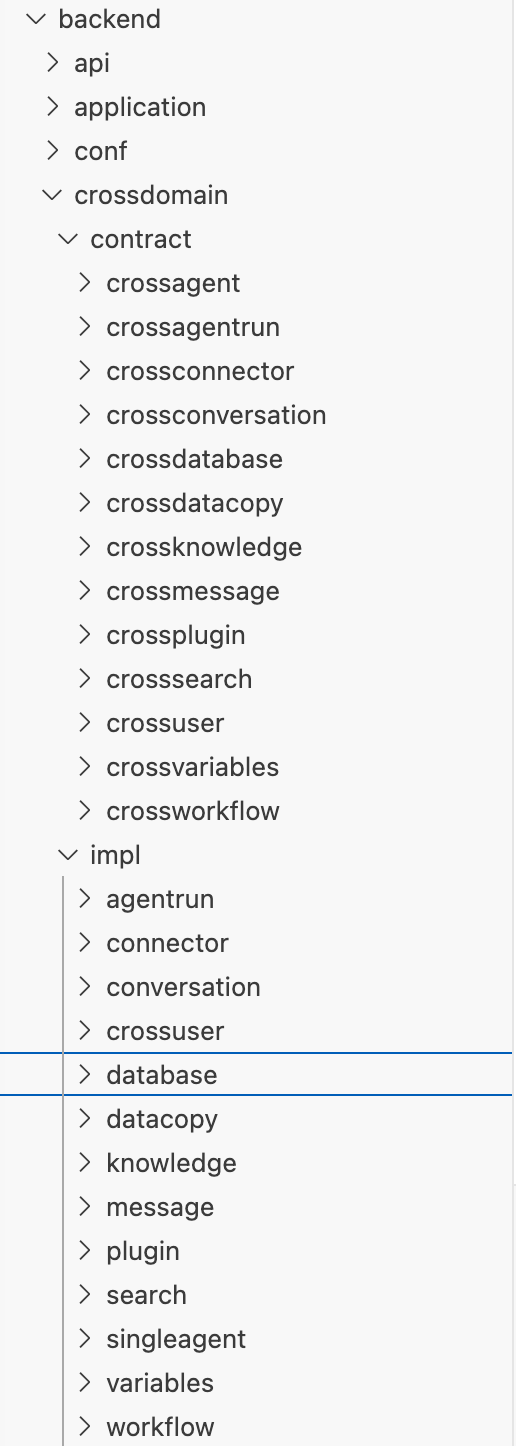 backend
api
application
conf
crossdomain
contract
crossagent
crossagentrun
crossconnector
crossconversation
crossdatabase
crossdatacopy
crossknowledge
crossmessage
crossplugin
crosssearch
crossuser
crossvariables
crossworkflow
impl
agentrun
connector
conversation
crossuser
database
datacopy
knowledge
message
plugin
search
singleagent
variables
workflow